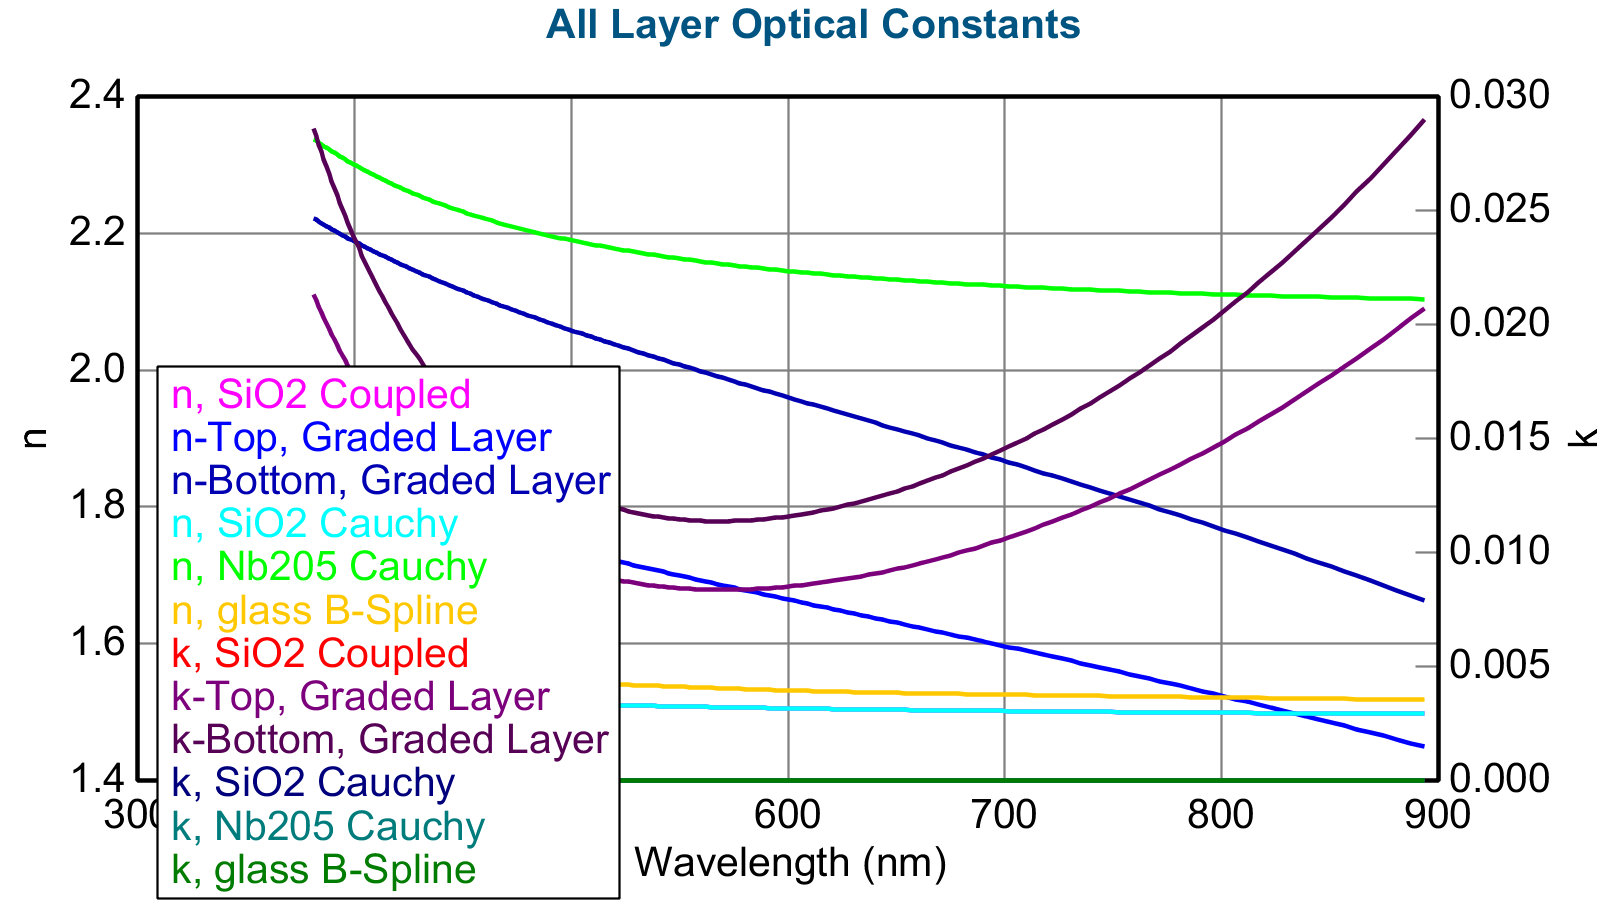 All Layer Optical Constants
2.4
2.2
2.0
1.8
1.6
1.4
n
0.030
0.025
0.020
0.015
0.010
0.005
0.000
k
n, SiO2 Coupled
n-Top, Graded Layer
n-Bottom, Graded Layer
n, SiO2 Cauchy
n, Nb205 Cauchy
n, glass B-Spline
k, SiO2 Coupled
k-Top, Graded Layer
k-Bottom, Graded Layer
k, SiO2 Cauchy
k, Nb205 Cauchy
k, glass B-Spline
300 600 700 800 900
Wavelength (nm)